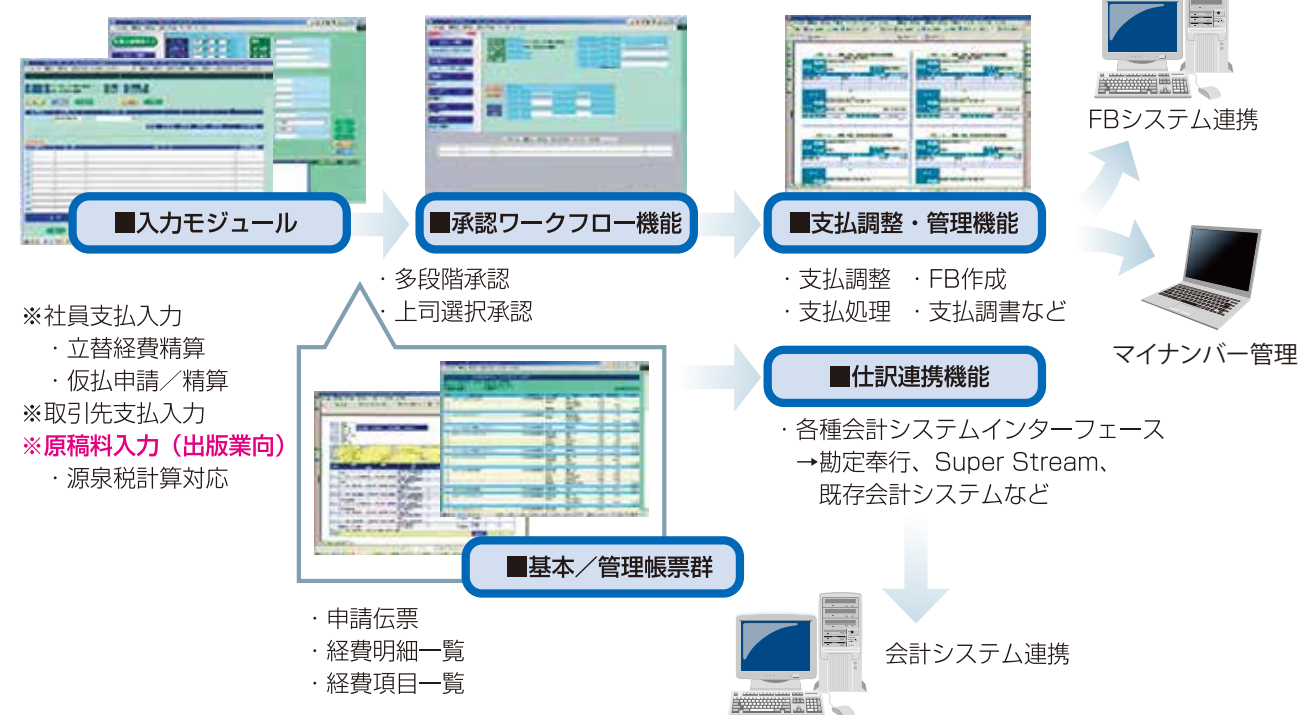 FBシステム連携
■入力モジュール
■承認ワークフロー機能
■支払調整・管理機能
・多段階承認
・上司選択承認
・支払調整 ・FB作成
・支払処理 ・支払調書など
マイナンバー管理
※社員支払入力
・立替経費精算
・仮払申請／精算
※取引先支払入力
※原稿料入力（出版業向）
・源泉税計算対応
■仕訳連携機能
・各種会計システムインターフェース
→勘定奉行、Super Stream、
既存会計システムなど
■基本／管理帳票群
・申請伝票
・経費明細一覧
・経費項目一覧
会計システム連携